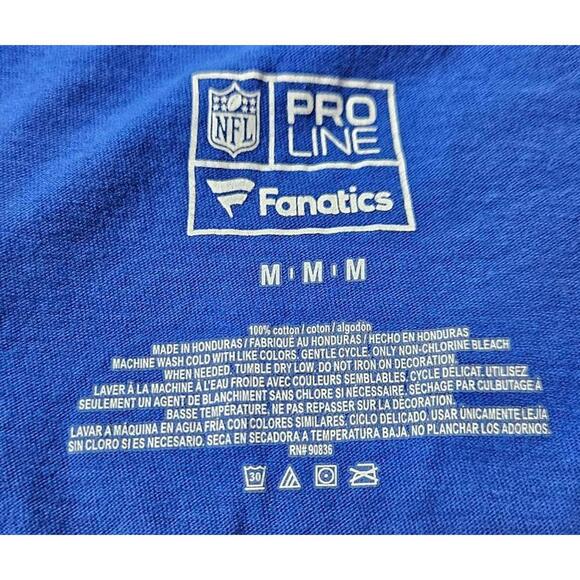 NFL
PRO
LINE
Fanatics
M I M I M
100% cotton / coton / algodón
MADE IN HONDURAS / FABRIQUÉ AU HONDURAS / HECHO EN HONDURAS
MACHINE WASH COLD WITH LIKE COLORS. GENTLE CYCLE. ONLY NON-CHLORINE BLEACH
WHEN NEEDED. TUMBLE DRY LOW. DO NOT IRON ON DECORATION.
LAVER À LA MACHINE À L'EAU FROIDE AVEC COULEURS SEMBLABLES. CYCLE DÉLICAT. UTILISEZ
SEULEMENT UN AGENT DE BLANCHIMENT SANS CHLORE SI NÉCESSAIRE. SÉCHAGE PAR CULBUTAGE À
BASSE TEMPÉRATURE. NE PAS REPASSER SUR LA DÉCORATION.
LAVAR A MÁQUINA EN AGUA FRÍA CON COLORES SIMILARES. CICLO DELICADO. USAR ÚNICAMENTE LEJÍA
SIN CLORO SI ES NECESARIO. SECA EN SECADORA A TEMPERATURA BAJA. NO PLANCHAR LOS ADORNOS.
RN# 90836
30